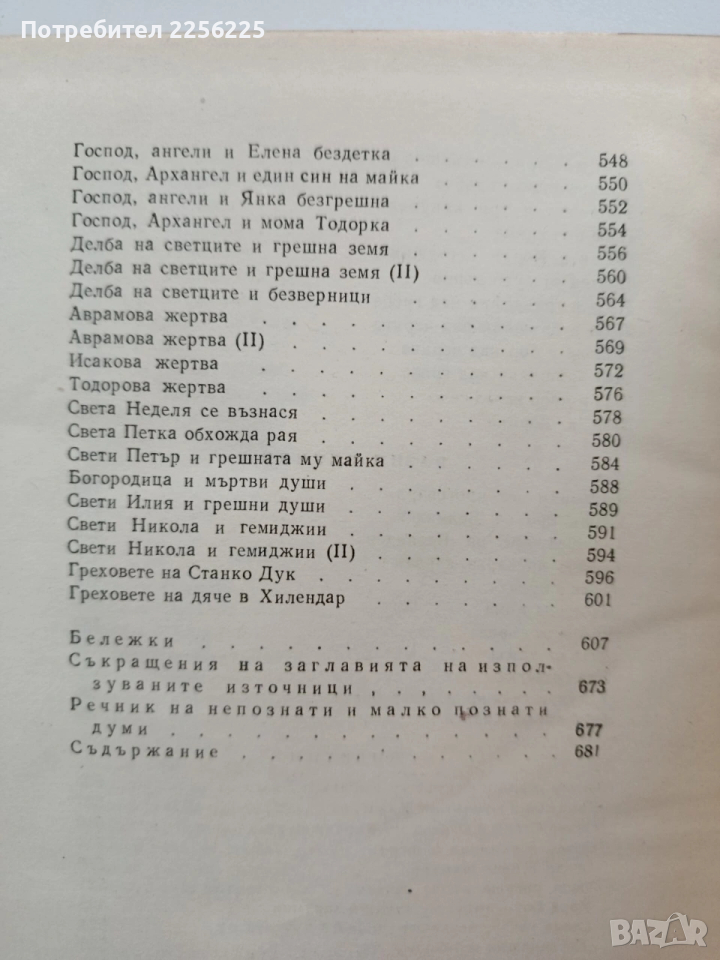 Потребител 2256225
Господ, ангели и Елена бездетка . . . . . . 548
Господ, Архангел и един син на майка . . . . . 550
Господ, ангели и Янка безгрешна . . . . . . 552
Господ, Архангел и мома Тодорка . . . . . . 554
Делба на светците и грешна земя . . . . . . 556
Делба на светците и грешна земя (II) . . . . . 560
Делба на светците и безверници . . . . . . 564
Аврамова жертва . . . . . . . . . 567
Аврамова жертва (II) . . . . . . . . 569
Исакова жертва . . . . . . . . . 572
Тодорова жертва . . . . . . . . . 576
Света Неделя се възнася . . . . . . . 578
Света Петка обхожда рая . . . . . . . 580
Свети Петър и грешната му майка . . . . . . 584
Богородица и мъртви души . . . . . . . 588
Свети Илия и грешни души . . . . . . . 589
Свети Никола и гемиджии . . . . . . . 591
Свети Никола и гемиджии (II) . . . . . . 594
Греховете на Станко Дук . . . . . . . 596
Греховете на дяче в Хилендар . . . . . . 601
Бележки . . . . . . . . . . . 607
Съкращения на заглавията на изпол-
зуваните източници . . . . . . 673
Речник на непознати и малко познати
думи . . . . . . . . . . . 677
Съдържание . . . . . . . . . . 681
BAZAR